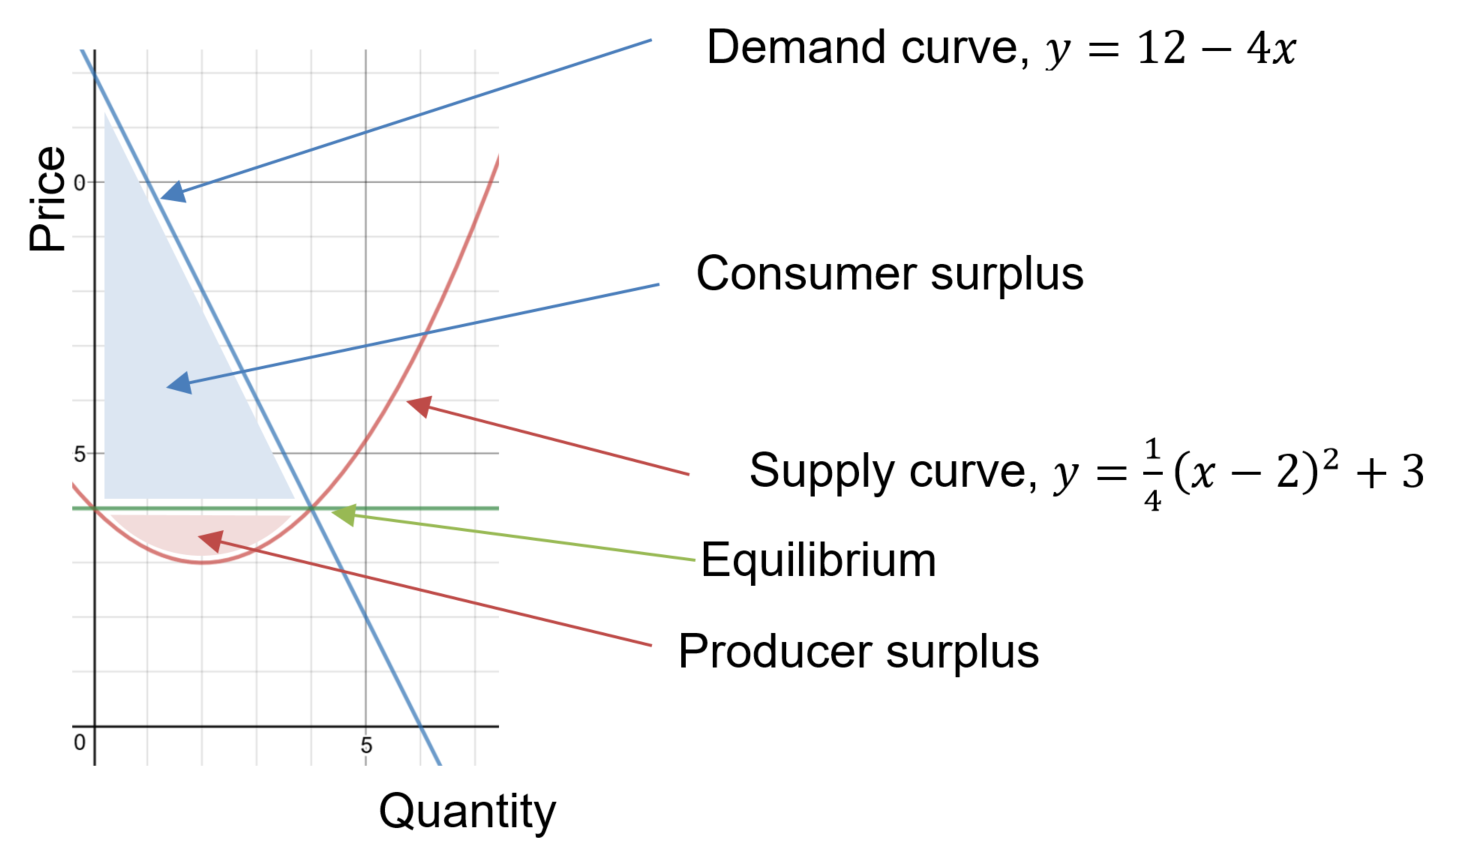 Demand curve, y = 12 − 4x
Price
0
Consumer surplus
5
Supply curve, y = \frac{1}{4}(x − 2)² + 3
Equilibrium
Producer surplus
0
5
Quantity